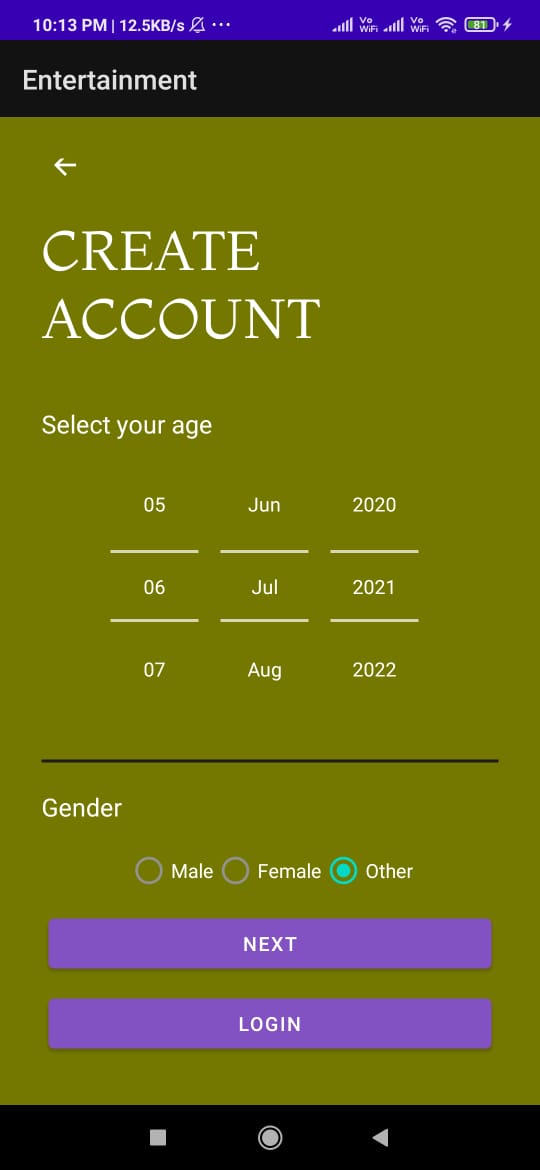 10:13 PM | 12.5KB/s ... Vo WiFi Vo WiFi 81
Entertainment
CREATE
ACCOUNT
Select your age
05 Jun 2020
06 Jul 2021
07 Aug 2022
Gender
Male Female Other
NEXT
LOGIN